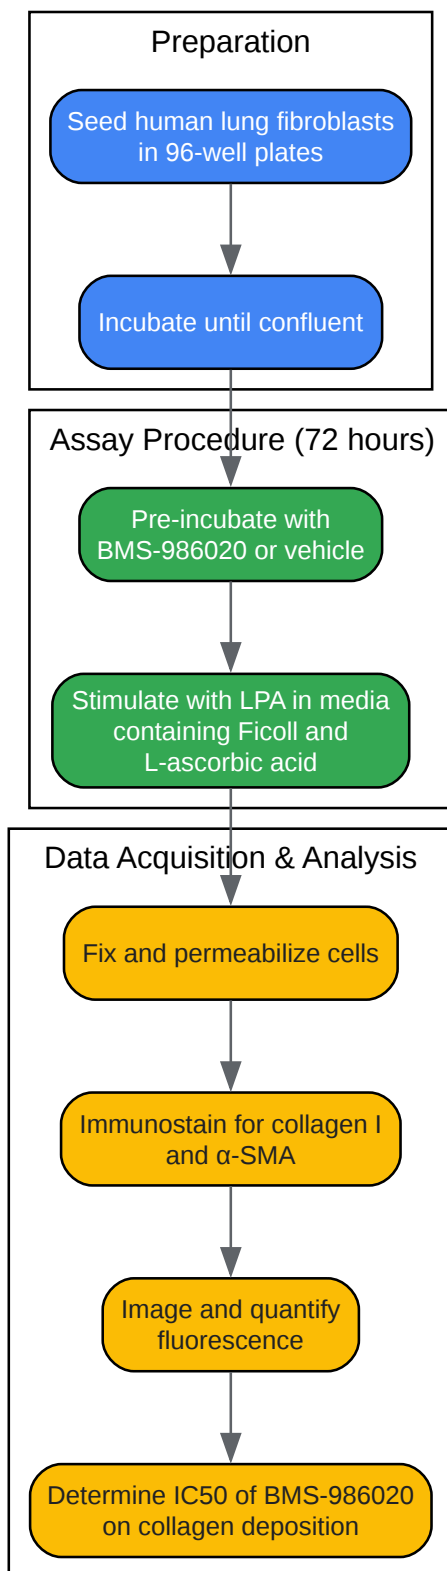 Preparation
Seed human lung fibroblasts
in 96-well plates
Incubate until confluent
Assay Procedure (72 hours)
Pre-incubate with
BMS-986020 or vehicle
Stimulate with LPA in media
containing Ficoll and
L-ascorbic acid
Data Acquisition & Analysis
Fix and permeabilize cells
Immunostain for collagen I
and α-SMA
Image and quantify
fluorescence
Determine IC50 of BMS-986020
on collagen deposition